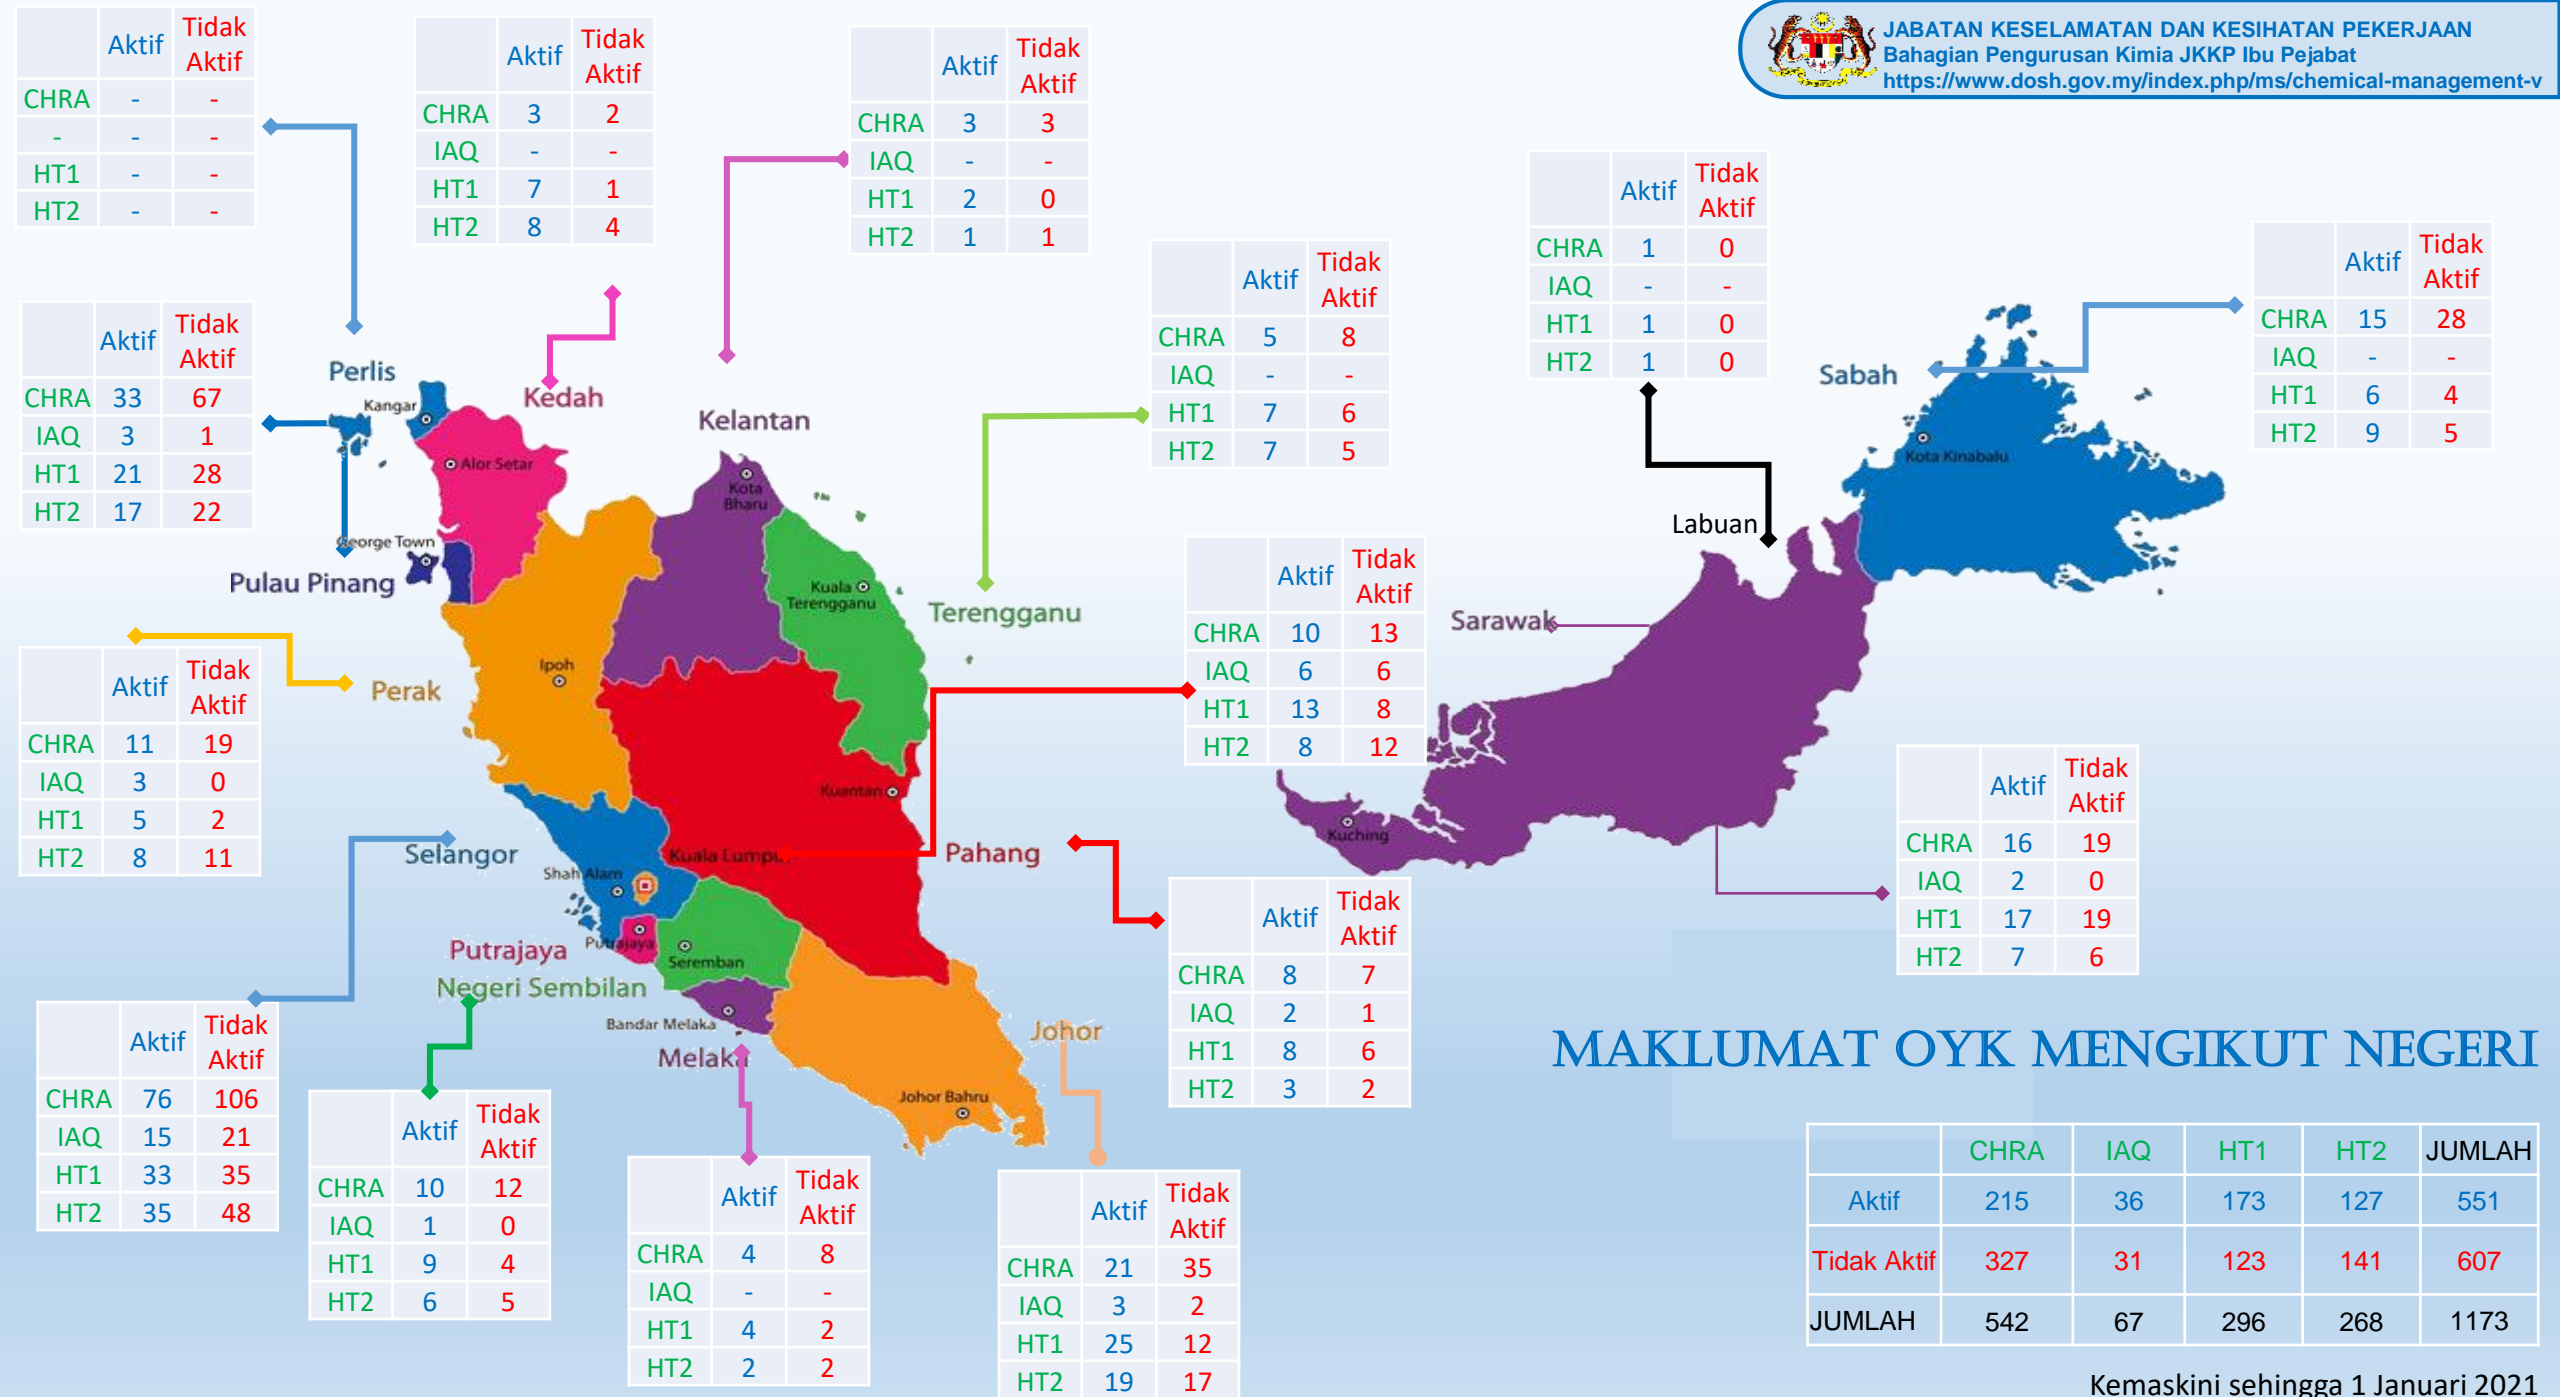 JABATAN KESELAMATAN DAN KESIHATAN PEKERJAAN
Bahagian Pengurusan Kimia JKKP Ibu Pejabat
https://www.dosh.gov.my/index.php/ms/chemical-management-v
Aktif Tidak Aktif
CHRA - -
- - -
HT1 - -
HT2 - -
Aktif Tidak Aktif
CHRA 3 2
IAQ - -
HT1 7 1
HT2 8 4
Aktif Tidak Aktif
CHRA 3 3
IAQ - -
HT1 2 0
HT2 1 1
Aktif Tidak Aktif
CHRA 5 8
IAQ - -
HT1 7 6
HT2 7 5
Aktif Tidak Aktif
CHRA 1 0
IAQ - -
HT1 1 0
HT2 1 0
Aktif Tidak Aktif
CHRA 15 28
IAQ - -
HT1 6 4
HT2 9 5
Aktif Tidak Aktif
CHRA 33 67
IAQ 3 1
HT1 21 28
HT2 17 22
Perlis
Kangar
Kedah
Alor Setar
Kelantan
Kota Bharu
George Town
Pulau Pinang
Kuala Terengganu
Terengganu
Ipoh
Perak
Kuantan
Selangor
Kuala Lumpur
Pahang
Shah Alam
Putrajaya
Putrajaya
Seremban
Negeri Sembilan
Bandar Melaka
Melaka
Johor
Johor Bahru
Sabah
Kota Kinabalu
Labuan
Sarawak
Kuching
Aktif Tidak Aktif
CHRA 10 13
IAQ 6 6
HT1 13 8
HT2 8 12
Aktif Tidak Aktif
CHRA 11 19
IAQ 3 0
HT1 5 2
HT2 8 11
Aktif Tidak Aktif
CHRA 16 19
IAQ 2 0
HT1 17 19
HT2 7 6
Aktif Tidak Aktif
CHRA 8 7
IAQ 2 1
HT1 8 6
HT2 3 2
Aktif Tidak Aktif
CHRA 76 106
IAQ 15 21
HT1 33 35
HT2 35 48
Aktif Tidak Aktif
CHRA 10 12
IAQ 1 0
HT1 9 4
HT2 6 5
Aktif Tidak Aktif
CHRA 4 8
IAQ - -
HT1 4 2
HT2 2 2
Aktif Tidak Aktif
CHRA 21 35
IAQ 3 2
HT1 25 12
HT2 19 17
MAKLUMAT OYK MENGIKUT NEGERI
CHRA IAQ HT1 HT2 JUMLAH
Aktif 215 36 173 127 551
Tidak Aktif 327 31 123 141 607
JUMLAH 542 67 296 268 1173
Kemaskini sehingga 1 Januari 2021